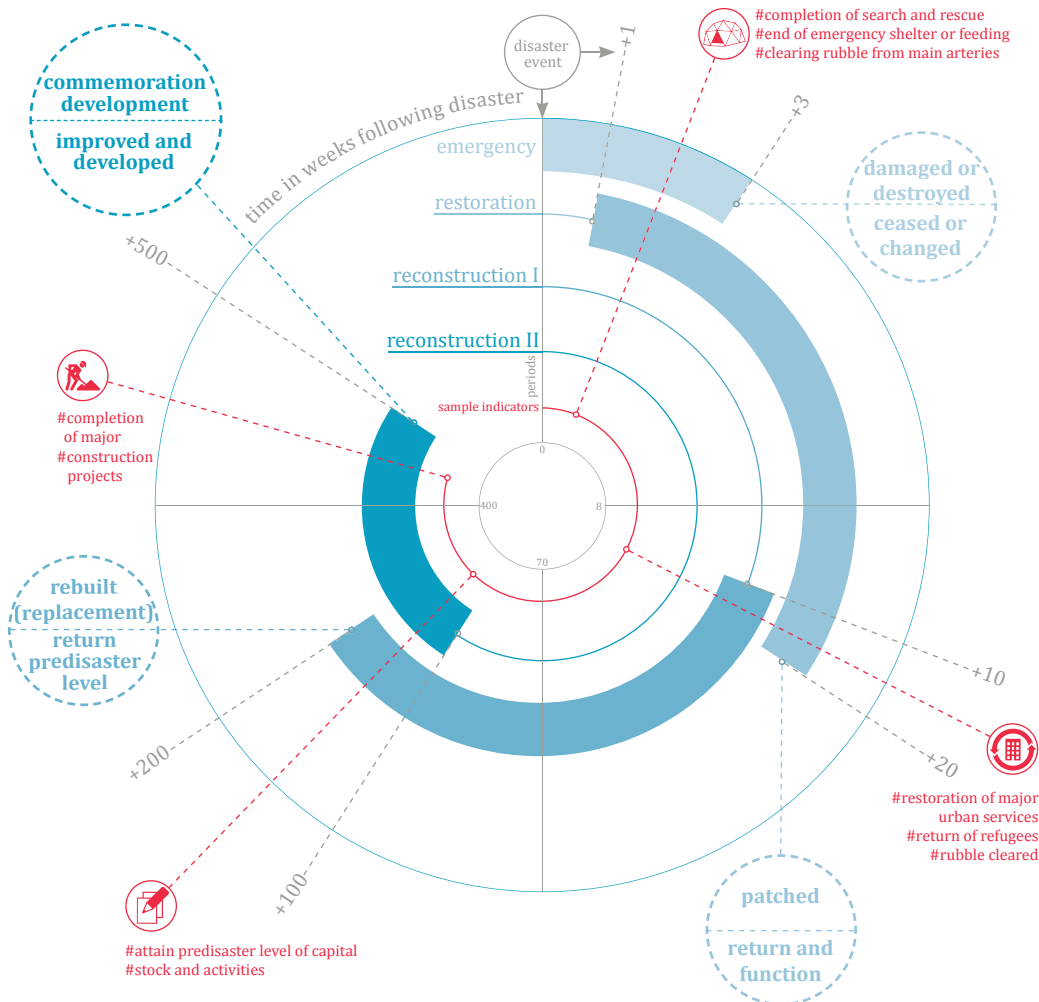 disaster
event
+1
#completion of search and rescue
#end of emergency shelter or feeding
#clearing rubble from main arteries
commemoration
development
improved and
developed
time in weeks following disaster
+3
emergency
damaged or
destroyed
ceased or
changed
restoration
+500
reconstruction I
reconstruction II
periods
sample indicators
#completion
of major
#construction
projects
0
400
8
70
rebuilt
(replacement)
return
predisaster
level
+10
+200
+20
#restoration of major
urban services
#return of refugees
#rubble cleared
+100
patched
return and
function
#attain predisaster level of capital
#stock and activities